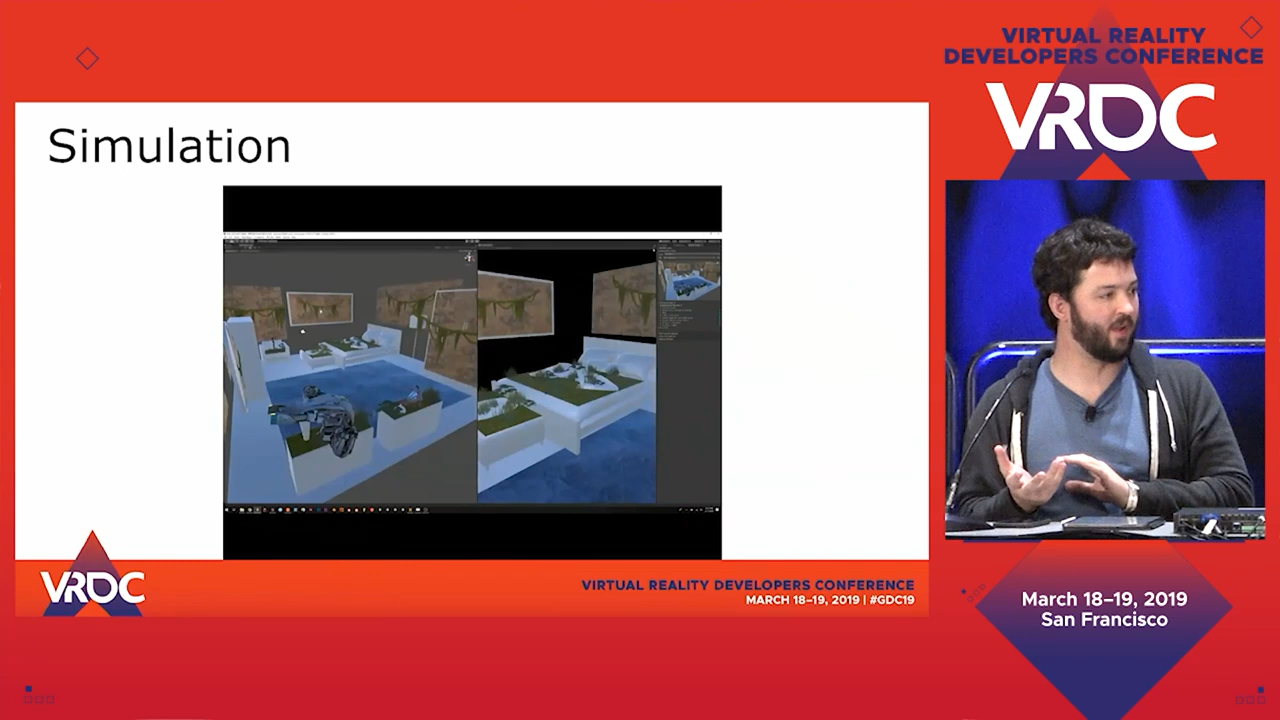 VIRTUAL REALITY
DEVELOPERS CONFERENCE
VRDC
Simulation
VRDC
VIRTUAL REALITY DEVELOPERS CONFERENCE
MARCH 18–19, 2019 | #GDC19
March 18–19, 2019
San Francisco